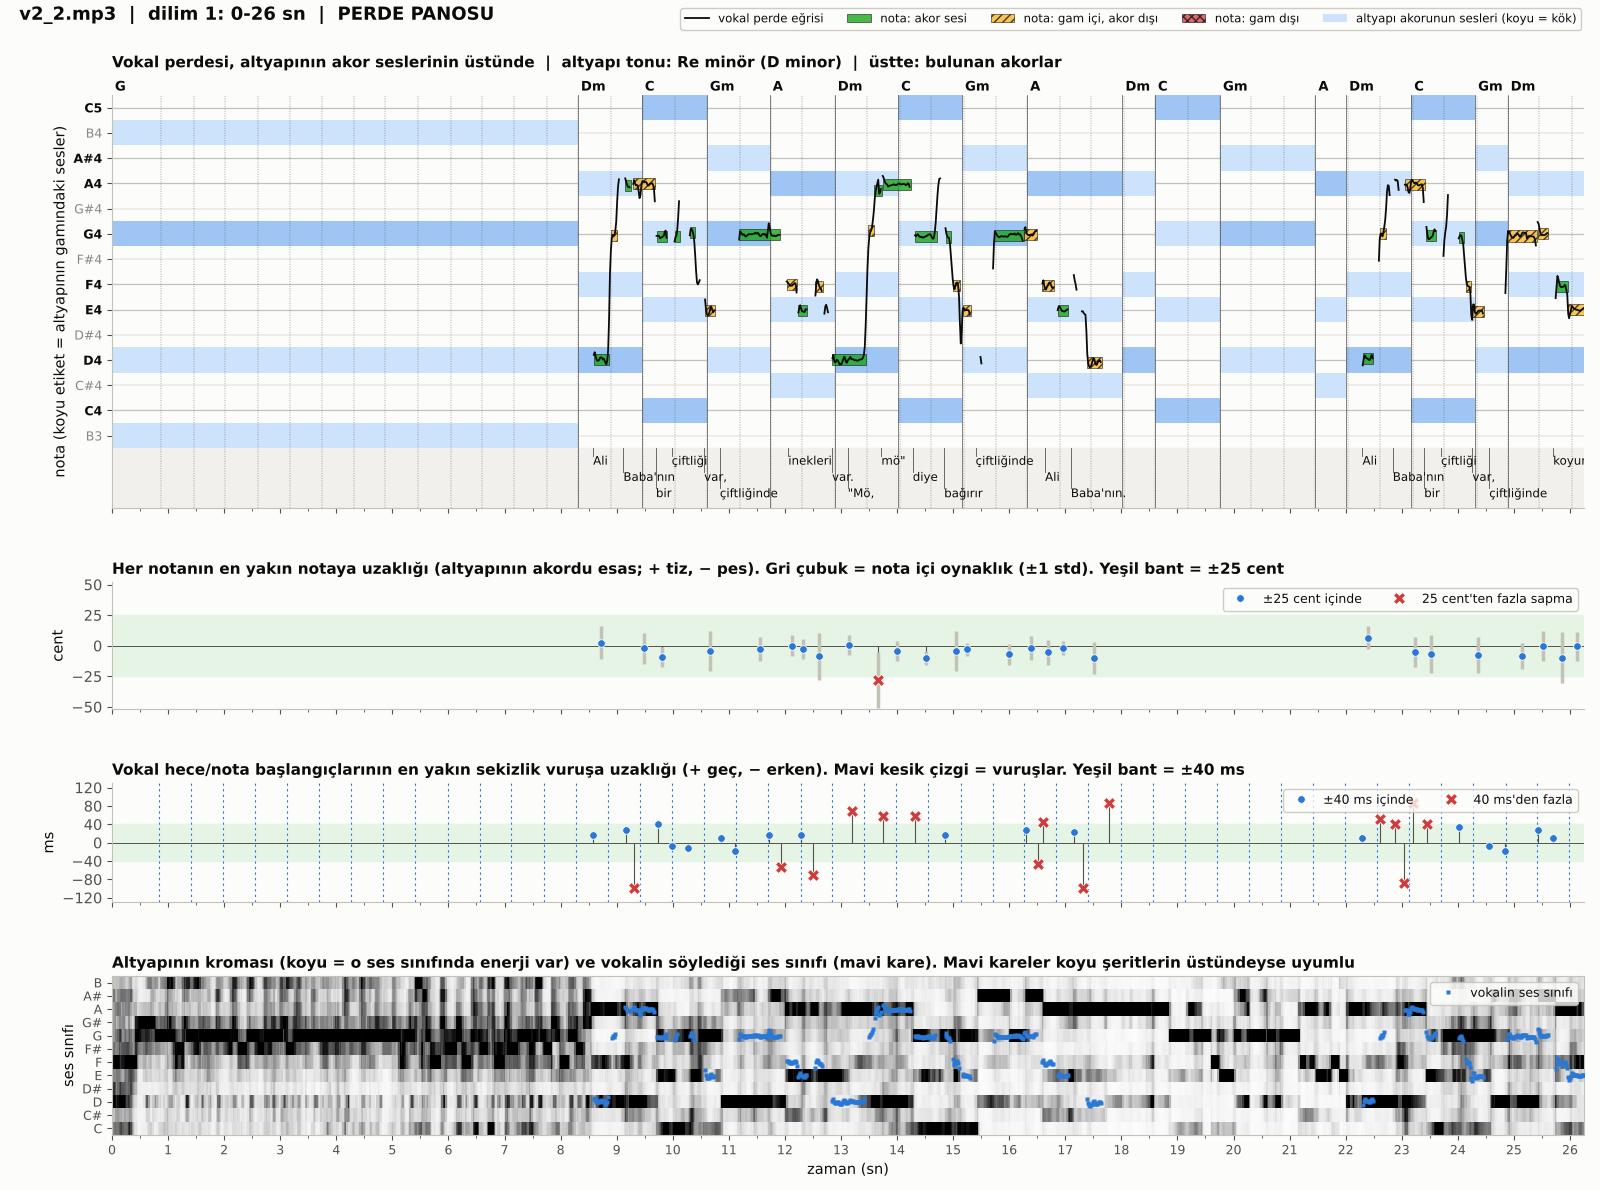 v2_2.mp3 | dilim 1: 0-26 sn | PERDE PANOSU
vokal perde eğrisi
nota: akor sesi
nota: gam içi, akor dışı
nota: gam dışı
altyapı akorunun sesleri (koyu = kök)
Vokal perdesi, altyapının akor seslerinin üstünde | altyapı tonu: Re minör (D minor) | üstte: bulunan akorlar
G Dm C Gm A Dm C Gm A Dm C Gm A Dm C Gm Dm
nota (koyu etiket = altyapının gamındaki sesler)
C5
B4
A#4
A4
G#4
G4
F#4
F4
E4
D#4
D4
C#4
C4
B3
Ali çiftliği inekleri mö" çiftliğinde Ali Ali çiftliği koyun
Baba'nın var, var. diye Ali Baba'nın var,
bir çiftliğinde "Mö, bağırır Baba'nın. bir çiftliğinde
Her notanın en yakın notaya uzaklığı (altyapının akordu esas; + tiz, − pes). Gri çubuk = nota içi oynaklık (±1 std). Yeşil bant = ±25 cent
±25 cent içinde
25 cent'ten fazla sapma
cent
50
25
0
−25
−50
Vokal hece/nota başlangıçlarının en yakın sekizlik vuruşa uzaklığı (+ geç, − erken). Mavi kesik çizgi = vuruşlar. Yeşil bant = ±40 ms
±40 ms içinde
40 ms'den fazla
ms
120
80
40
0
−40
−80
−120
Altyapının kroması (koyu = o ses sınıfında enerji var) ve vokalin söylediği ses sınıfı (mavi kare). Mavi kareler koyu şeritlerin üstündeyse uyumlu
vokalin ses sınıfı
ses sınıfı
B
A#
A
G#
G
F#
F
E
D#
D
C#
C
0 1 2 3 4 5 6 7 8 9 10 11 12 13 14 15 16 17 18 19 20 21 22 23 24 25 26
zaman (sn)